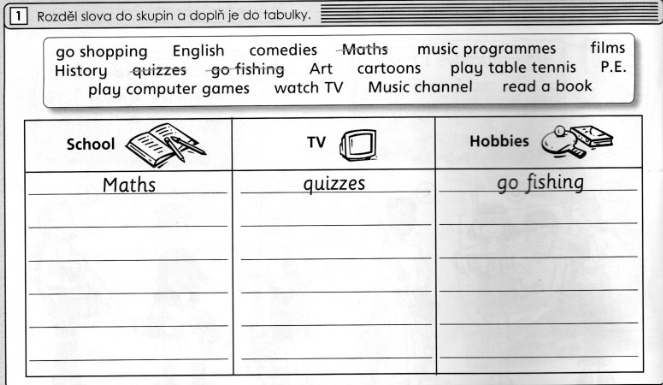 1 Rozděl slova do skupin a doplň je do tabulky.
go shopping English comedies Maths music programmes films
History quizzes go fishing Art cartoons play table tennis P.E.
play computer games watch TV Music channel read a book
School TV Hobbies
Maths quizzes go fishing